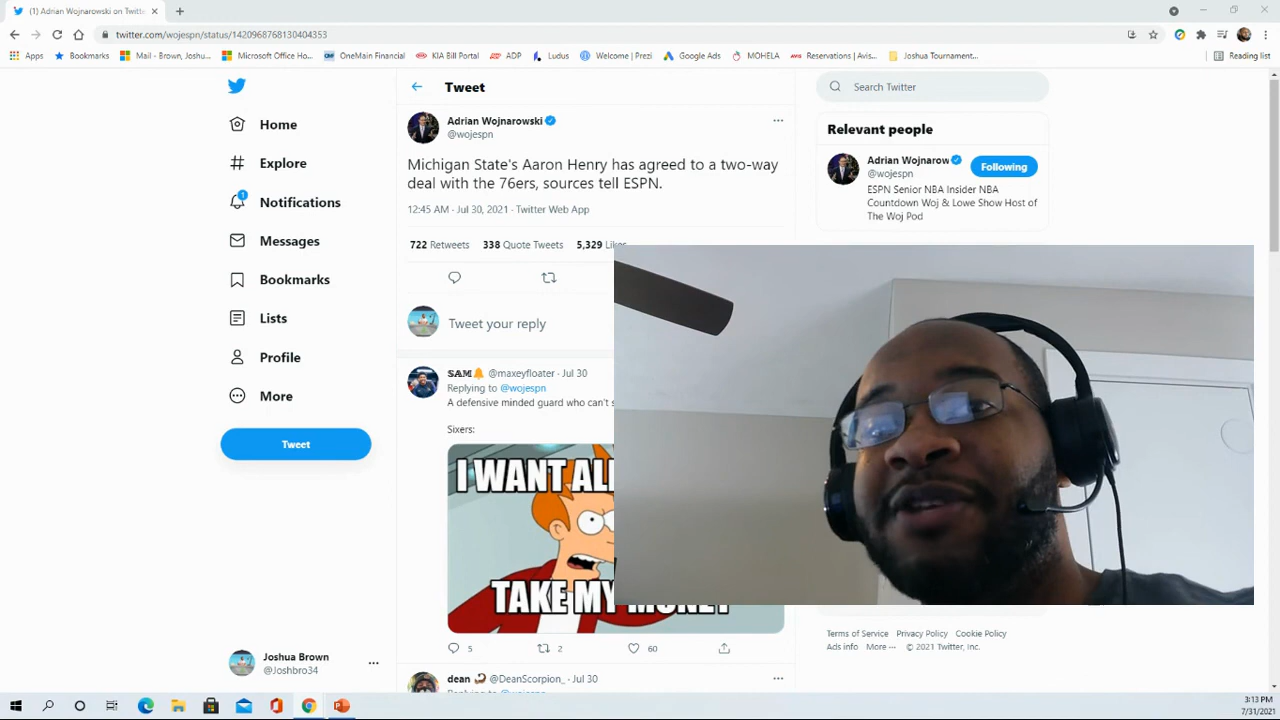 (1) Adrian Wojnarowski on Twitter
twitter.com/wojespn/status/1420968768130404353
Apps Bookmarks Mail - Brown, Joshu... Microsoft Office Ho... OneMain Financial KIA Bill Portal ADP Ludus Welcome | Prezi Google Ads MOHELA Reservations | Avis... Joshua Tournament... Reading list
Tweet
Search Twitter
Home
Explore
1
Notifications
Messages
Bookmarks
Lists
Profile
More
Tweet
Joshua Brown
@Joshbro34
Adrian Wojnarowski
@wojespn
Michigan State's Aaron Henry has agreed to a two-way
deal with the 76ers, sources tell ESPN.
12:45 AM · Jul 30, 2021 · Twitter Web App
722 Retweets 338 Quote Tweets 5,329 Likes
Tweet your reply
SAM @maxeyfloater · Jul 30
Replying to @wojespn
A defensive minded guard who can't s
Sixers:
I WANT AL
TAKE MY MONEY
5 2 60
dean @DeanScorpion_ · Jul 30
Replying to @wojespn
Relevant people
Adrian Wojnarow
@wojespn
Following
ESPN Senior NBA Insider NBA
Countdown Woj & Lowe Show Host of
The Woj Pod
Terms of Service Privacy Policy Cookie Policy
Ads info More ··· © 2021 Twitter, Inc.
3:13 PM
7/31/2021